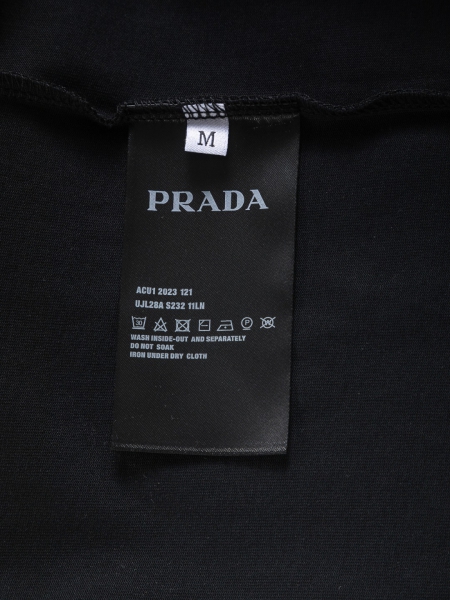 M
PRADA
ACU1 2023 121
UJL28A S232 11LN
30 P W
WASH INSIDE-OUT AND SEPARATELY
DO NOT SOAK
IRON UNDER DRY CLOTH